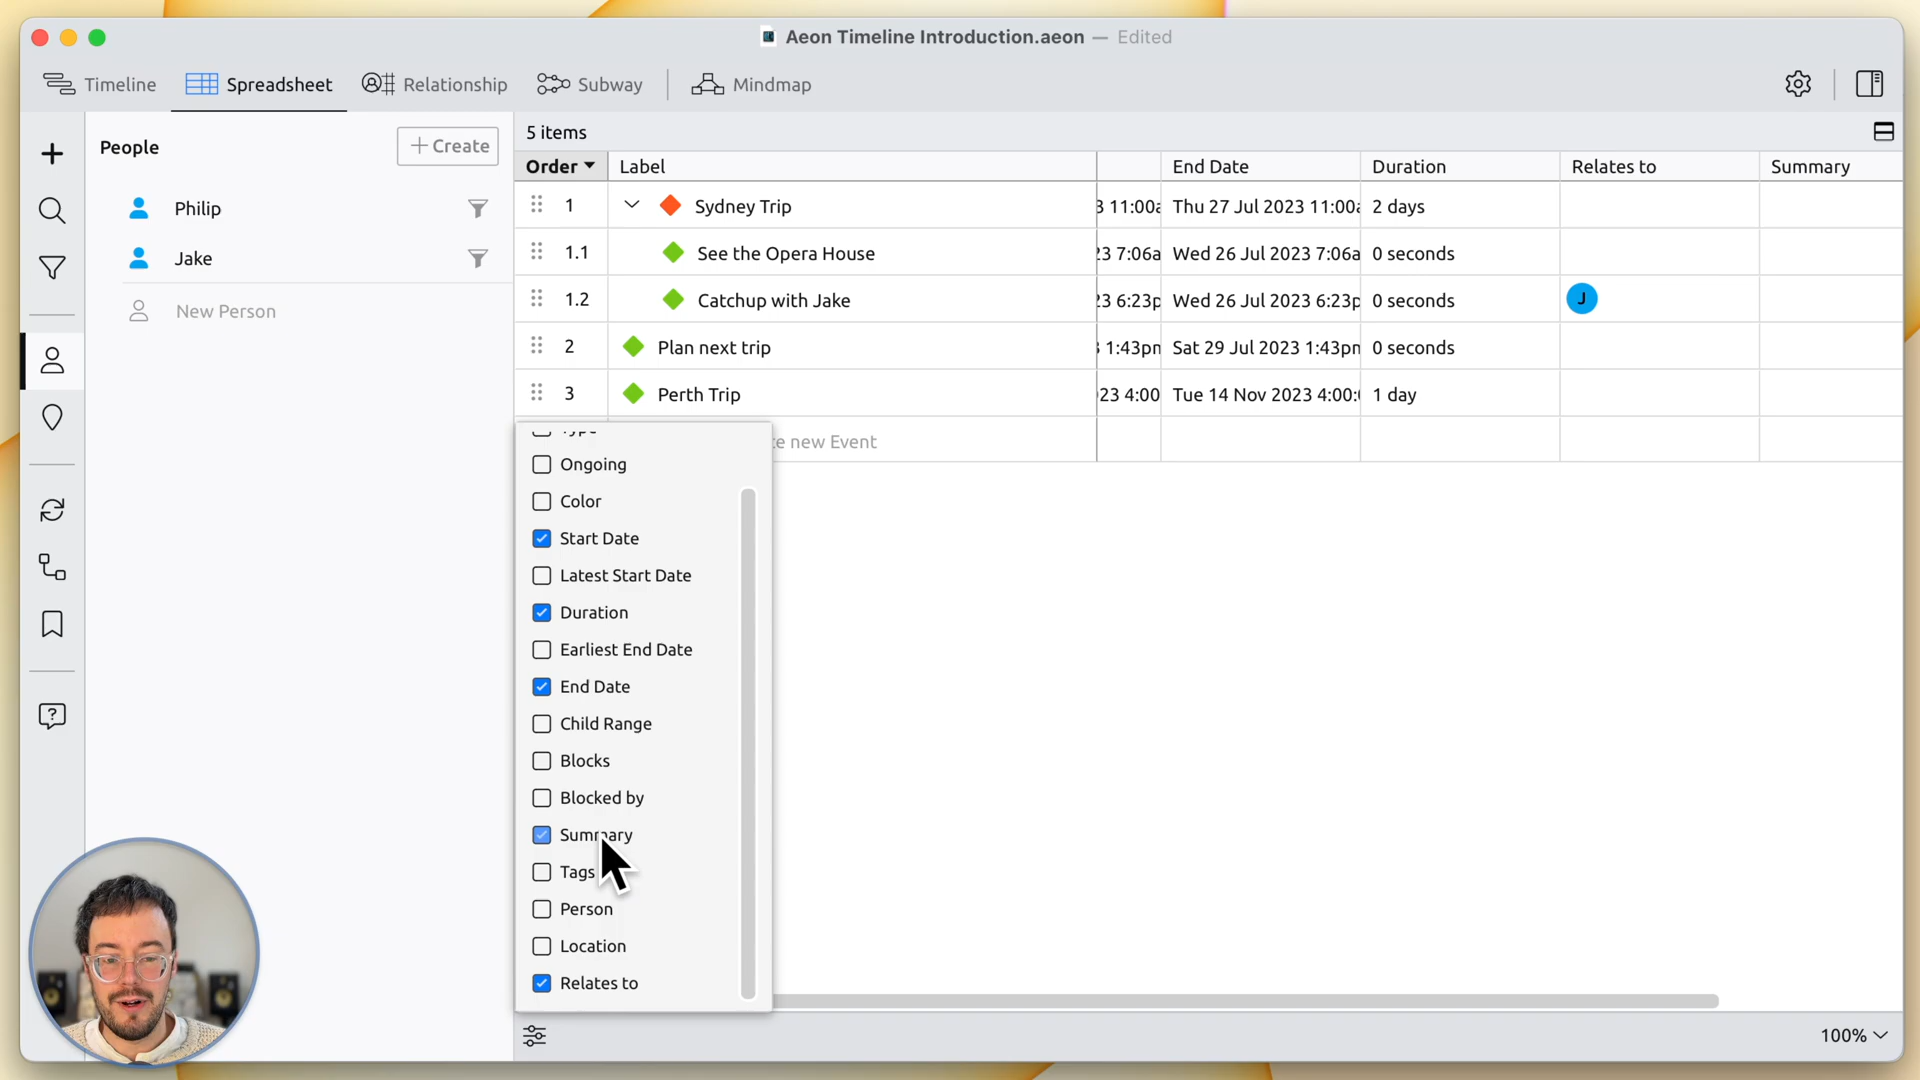 Aeon Timeline Introduction.aeon — Edited
Timeline Spreadsheet Relationship Subway Mindmap
People + Create
Philip
Jake
New Person
5 items
Order Label End Date Duration Relates to Summary
1 Sydney Trip 3 11:00a Thu 27 Jul 2023 11:00a 2 days
1.1 See the Opera House 23 7:06a Wed 26 Jul 2023 7:06a 0 seconds
1.2 Catchup with Jake 23 6:23p Wed 26 Jul 2023 6:23p 0 seconds J
2 Plan next trip 1:43pm Sat 29 Jul 2023 1:43pm 0 seconds
3 Perth Trip 23 4:00 Tue 14 Nov 2023 4:00: 1 day
new Event
Type
Ongoing
Color
Start Date
Latest Start Date
Duration
Earliest End Date
End Date
Child Range
Blocks
Blocked by
Summary
Tags
Person
Location
Relates to
100%